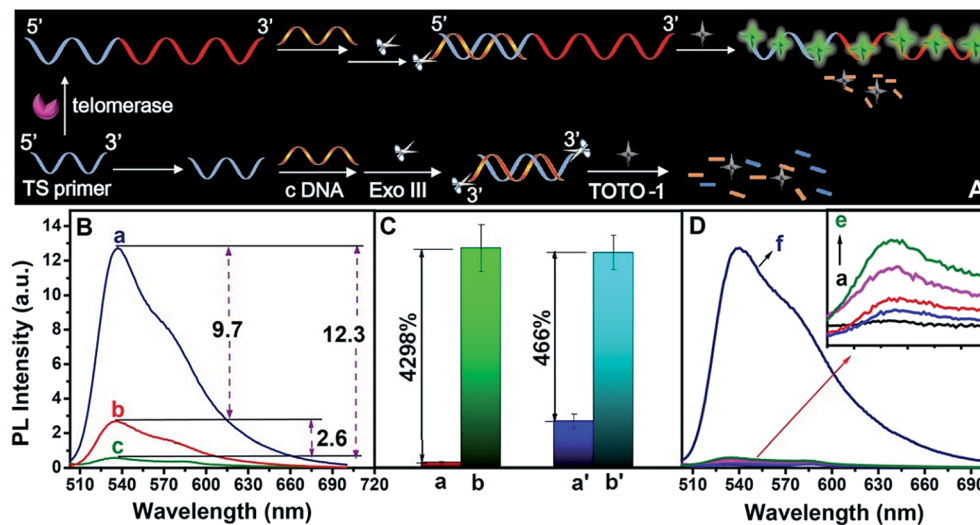 5’ 3’ 5’ 3’
telomerase
5’ 3’ 3’
TS primer c DNA Exo III 3’ TOTO -1 A
B C D
PL Intensity (a.u.)
14
12
10
8
6
4
2
0
a
b
c
9.7
12.3
2.6
510 540 570 600 630 660 690 720
Wavelength (nm)
4298%
466%
a b a' b'
f
e
a
510 540 570 600 630 660 690
Wavelength (nm)